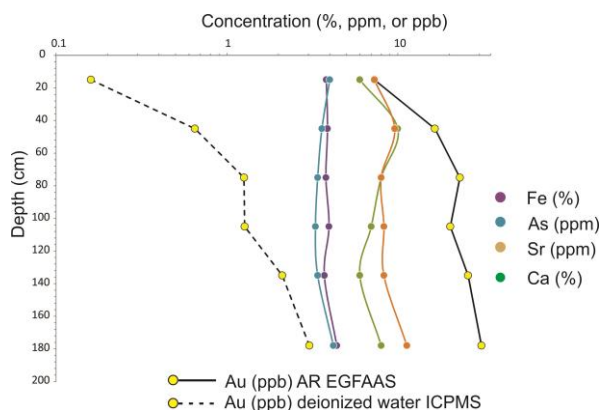 Concentration (%, ppm, or ppb)
0.1 1 10
0
20
40
60
80
100
120
140
160
180
200
Depth (cm)
Fe (%)
As (ppm)
Sr (ppm)
Ca (%)
Au (ppb) AR EGFAAS
Au (ppb) deionized water ICPMS